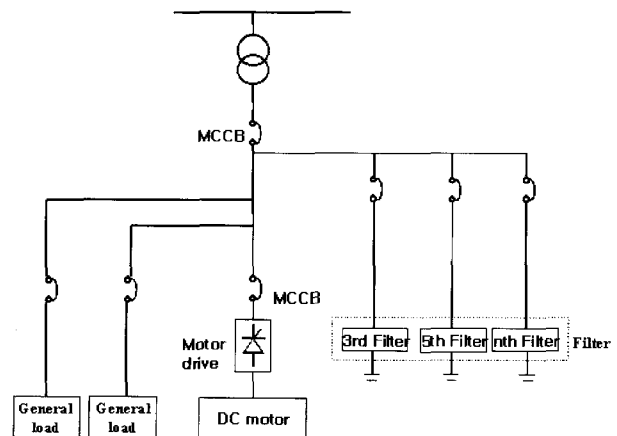 MCCB
MCCB
Motor
drive
3rd Filter
5th Filter
nth Filter
Filter
General
load
General
load
DC motor